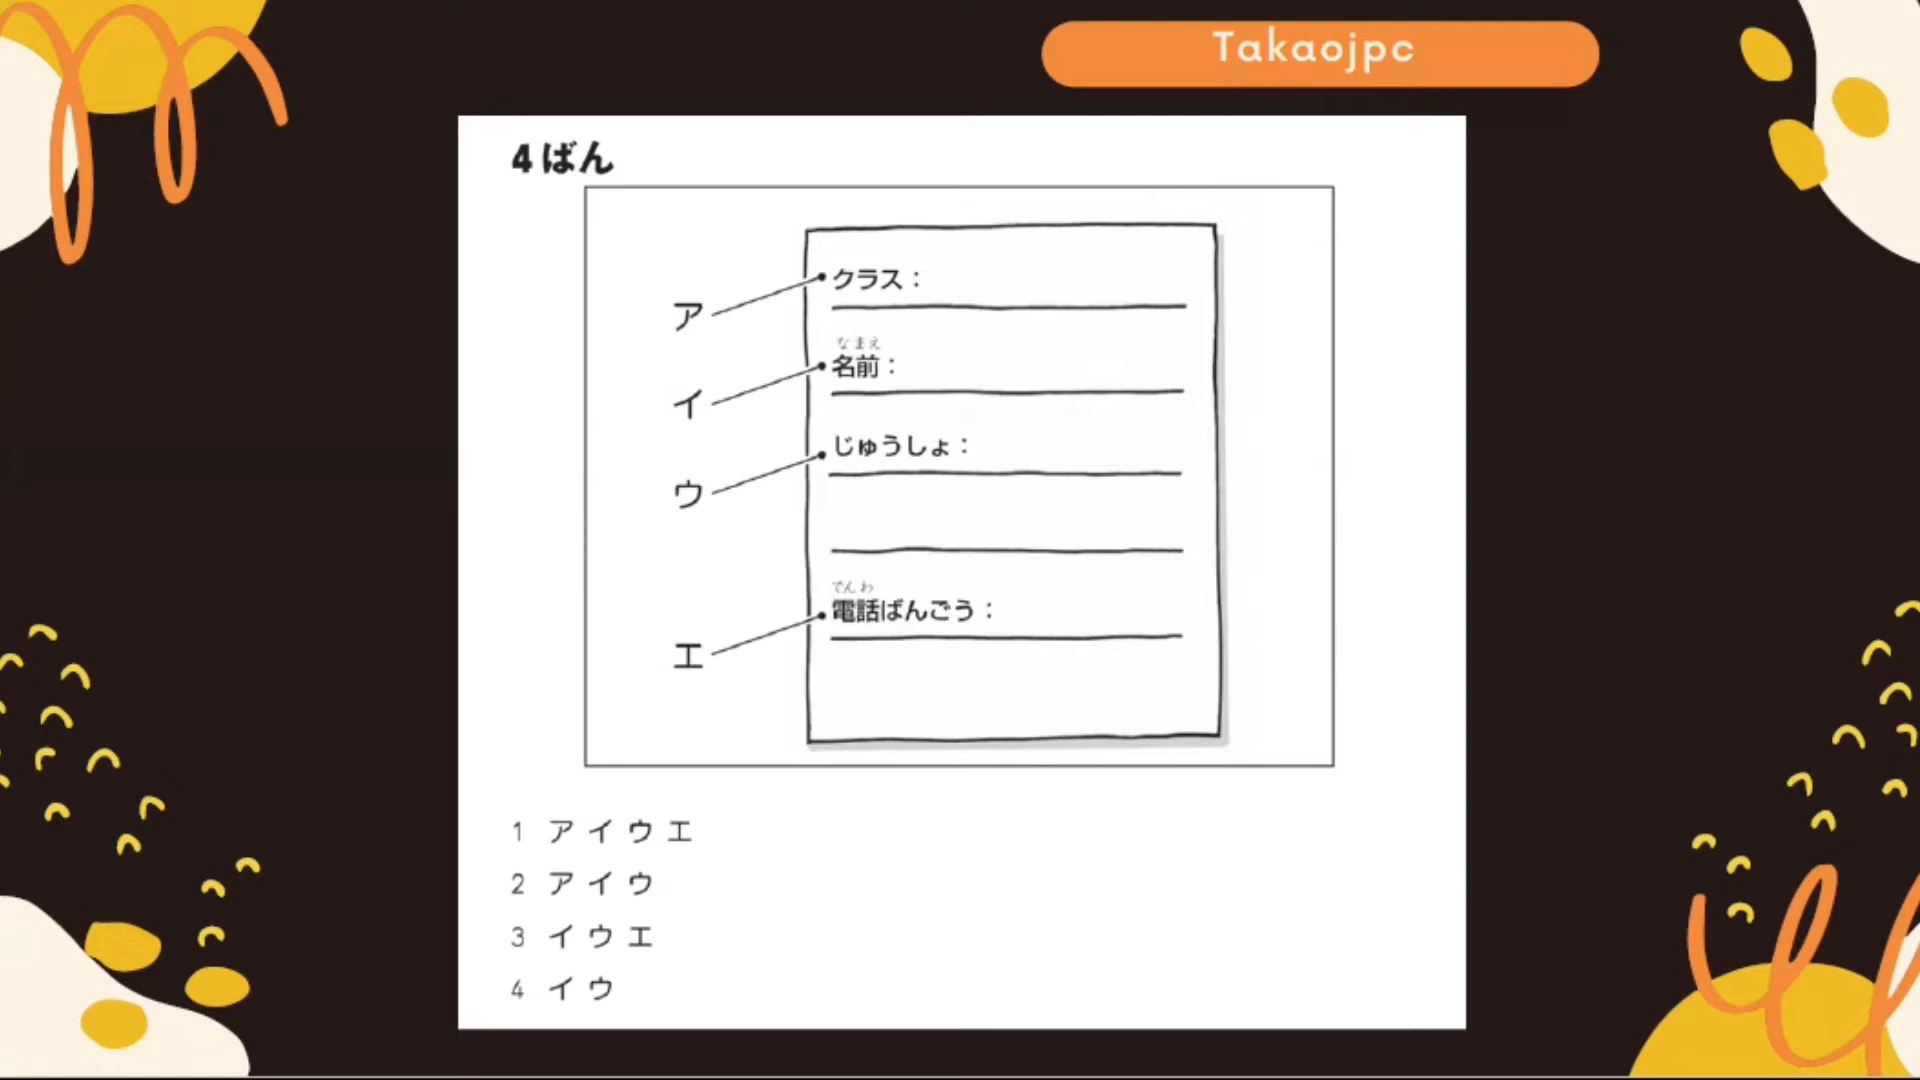 Takaojpc
4ばん
ア
クラス：
なまえ
イ
名前：
ウ
じゅうしょ：
でんわ
エ
電話ばんごう：
1 ア イ ウ エ
2 ア イ ウ
3 イ ウ エ
4 イ ウ